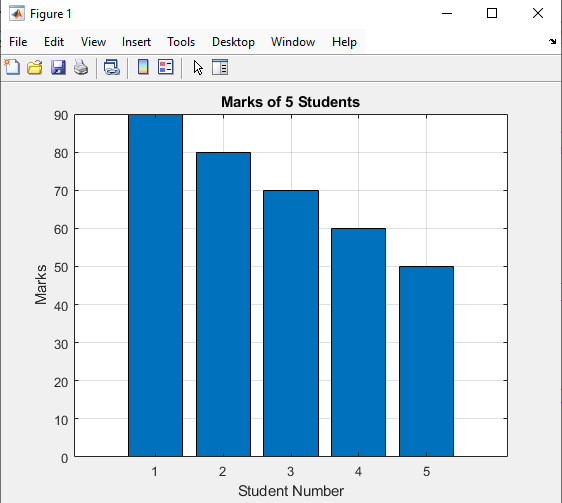 Figure 1
File Edit View Insert Tools Desktop Window Help
Marks of 5 Students
90
80
70
60
50
40
30
20
10
0
Marks
1 2 3 4 5
Student Number